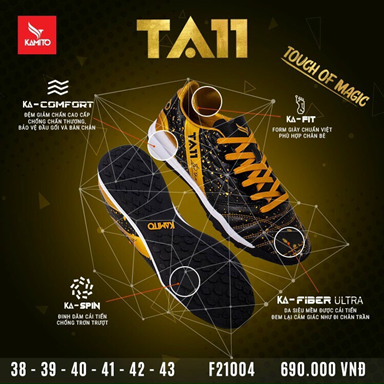 KAMITO
TA11
TOUCH OF MAGIC
KA-COMFORT
ĐỆM GIẢM CHẤN CAO CẤP
CHỐNG CHẤN THƯƠNG,
BẢO VỆ ĐẦU GỐI VÀ BÀN CHÂN
KA-FIT
FORM GIÀY CHUẨN VIỆT
PHÙ HỢP CHÂN BÈ
TA11
KAMITO
KA-SPIN
ĐINH DĂM CẢI TIẾN
CHỐNG TRƠN TRƯỢT
KA-FIBER ULTRA
DA SIÊU MỀM ĐƯỢC CẢI TIẾN
ĐEM LẠI CẢM GIÁC NHƯ ĐI CHÂN TRẦN
38 - 39 - 40 - 41 - 42 - 43
F21004
690.000 VNĐ